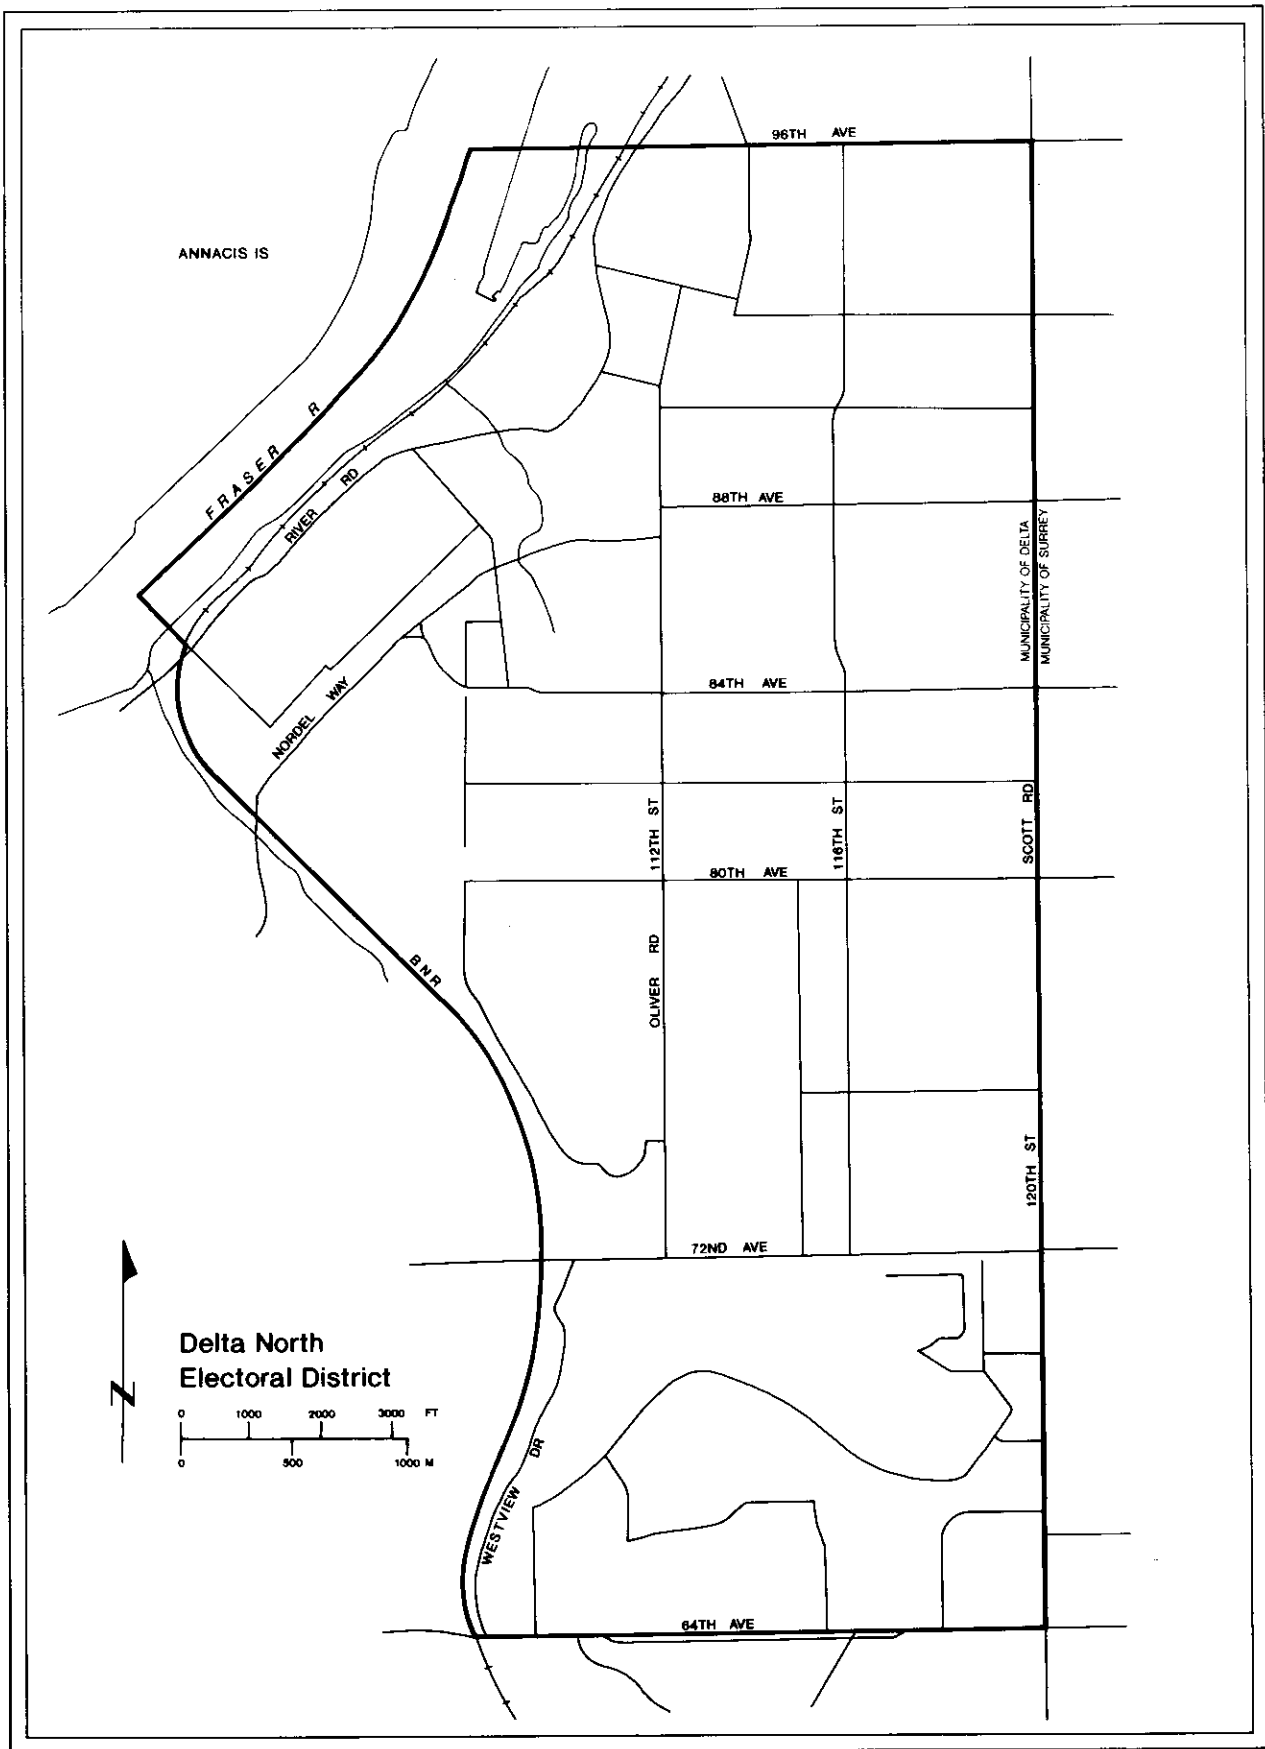 96TH AVE
ANNACIS IS
FRASER R
RIVER RD
88TH AVE
MUNICIPALITY OF DELTA
MUNICIPALITY OF SURREY
84TH AVE
NORDEL WAY
112TH ST
116TH ST
SCOTT RD
80TH AVE
OLIVER RD
BNR
120TH ST
72ND AVE
Delta North
Electoral District
0 1000 2000 3000 FT
0 500 1000 M
N
WESTVIEW DR
64TH AVE